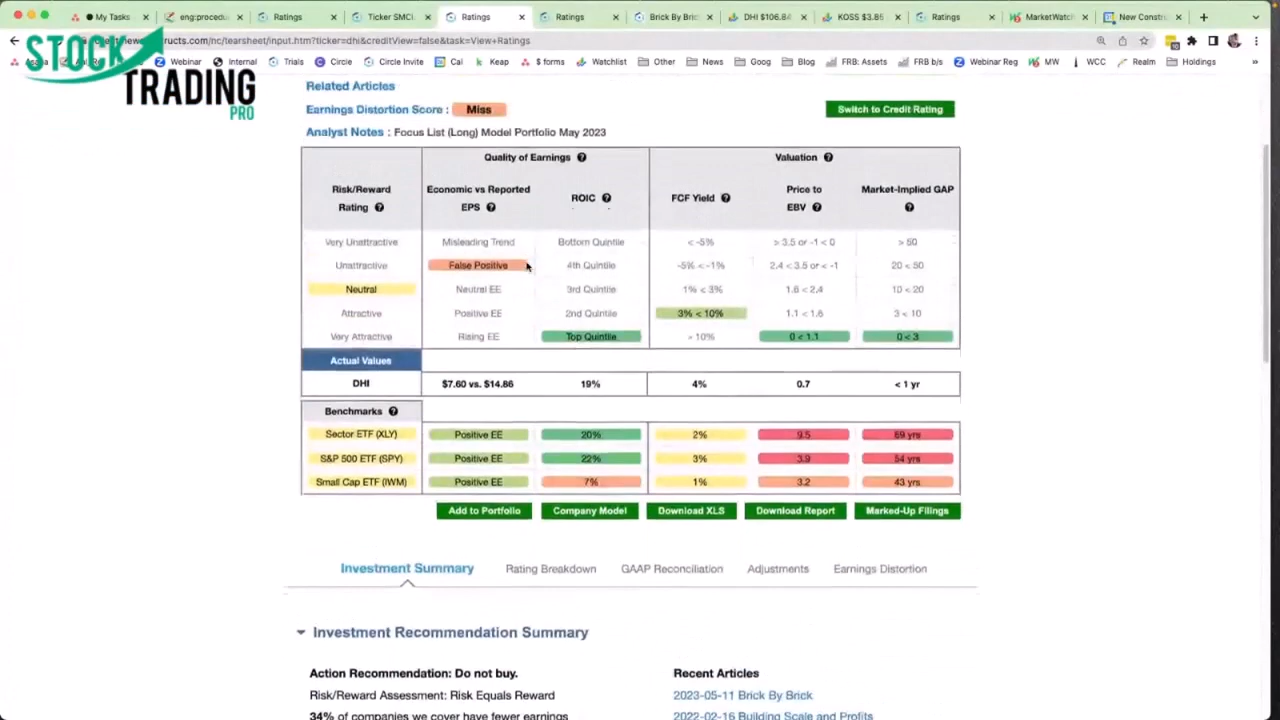 My Tasks
eng:procedu
Ratings
Ticker SMCI
Ratings
Ratings
Brick By Bric
DHI $106.84
KOSS $3.85
Ratings
MarketWatch
New Constru
ucts.com/nc/tearsheet/input.htm?ticker=dhi&creditView=false&task=View+Ratings
STOCK
TRADING
PRO
Webinar
Internal
Trials
Circle
Circle Invite
Cal
Keap
$ forms
Watchlist
Other
News
Goog
Blog
FRB: Assets
FRB b/s
Webinar Reg
MW
WCC
Realm
Holdings
Related Articles
Earnings Distortion Score : Miss
Switch to Credit Rating
Analyst Notes : Focus List (Long) Model Portfolio May 2023
Quality of Earnings ? Valuation ?
Risk/Reward Rating ? Economic vs Reported EPS ? ROIC ? FCF Yield ? Price to EBV ? Market-Implied GAP ?
Very Unattractive Misleading Trend Bottom Quintile < -5% > 3.5 or -1 < 0 > 50
Unattractive False Positive 4th Quintile -5% < -1% 2.4 < 3.5 or < -1 20 < 50
Neutral Neutral EE 3rd Quintile 1% < 3% 1.6 < 2.4 10 < 20
Attractive Positive EE 2nd Quintile 3% < 10% 1.1 < 1.6 3 < 10
Very Attractive Rising EE Top Quintile > 10% 0 < 1.1 0 < 3
Actual Values
DHI $7.60 vs. $14.86 19% 4% 0.7 < 1 yr
Benchmarks ?
Sector ETF (XLY) Positive EE 20% 2% 9.5 69 yrs
S&P 500 ETF (SPY) Positive EE 22% 3% 3.9 54 yrs
Small Cap ETF (IWM) Positive EE 7% 1% 3.2 43 yrs
Add to Portfolio
Company Model
Download XLS
Download Report
Marked-Up Filings
Investment Summary
Rating Breakdown
GAAP Reconciliation
Adjustments
Earnings Distortion
Investment Recommendation Summary
Action Recommendation: Do not buy.
Risk/Reward Assessment: Risk Equals Reward
34% of companies we cover have fewer earnings
Recent Articles
2023-05-11 Brick By Brick
2022-02-16 Building Scale and Profits